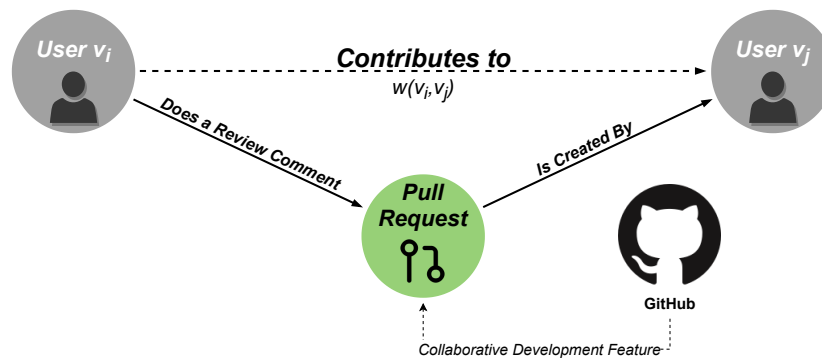 User vᵢ
Contributes to
w(vᵢ,vⱼ)
User vⱼ
Does a Review Comment
Is Created By
Pull
Request
GitHub
Collaborative Development Feature